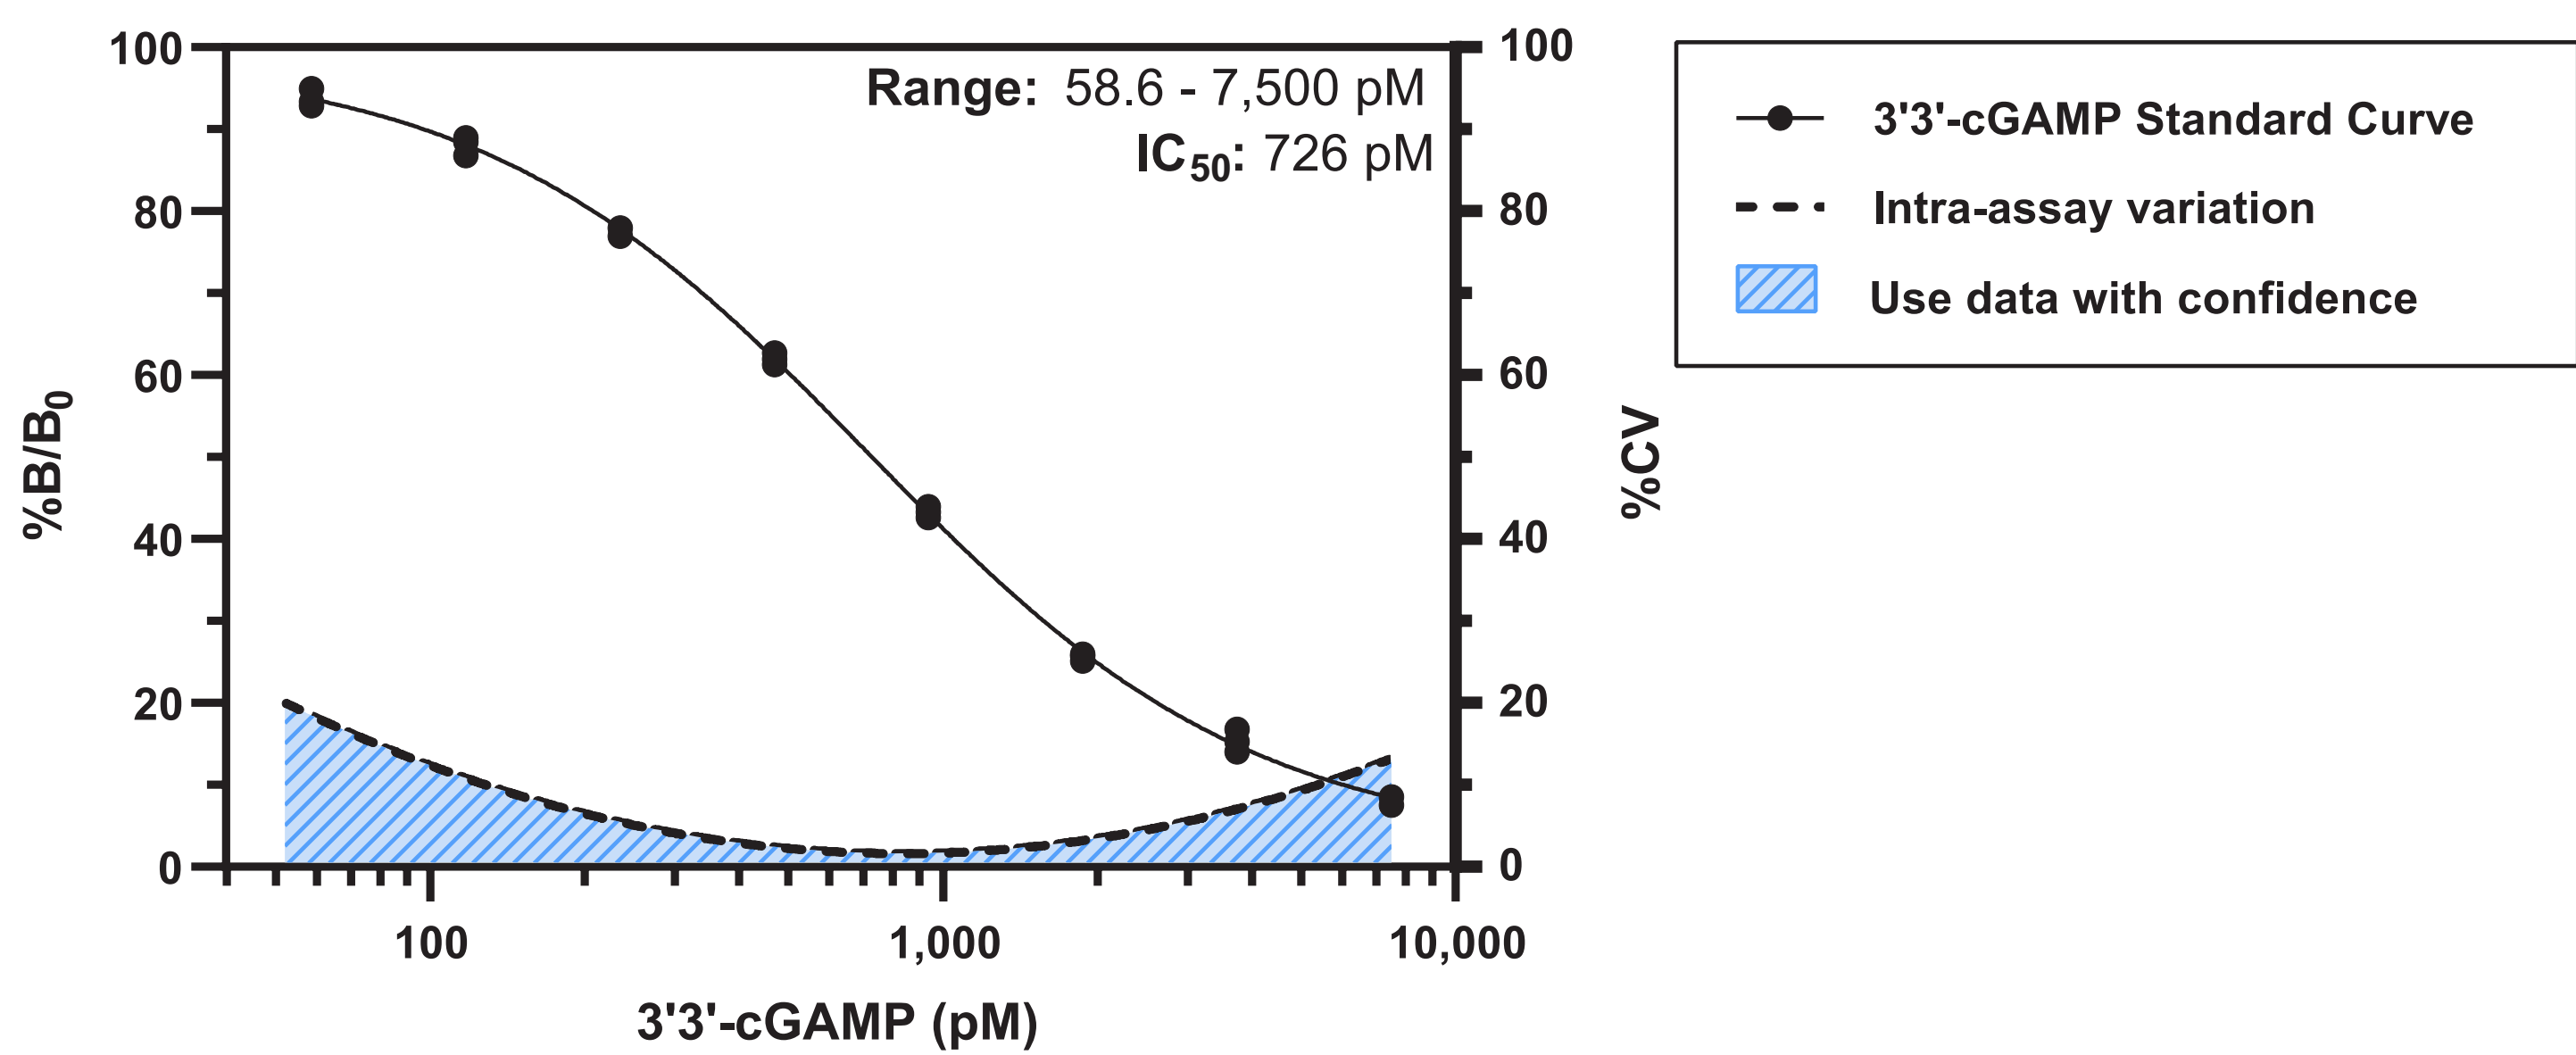 Range: 58.6 - 7,500 pM
IC50: 726 pM
100
80
60
40
20
0
%B/B0
100
80
60
40
20
0
%CV
100
1,000
10,000
3'3'-cGAMP (pM)
3'3'-cGAMP Standard Curve
Intra-assay variation
Use data with confidence